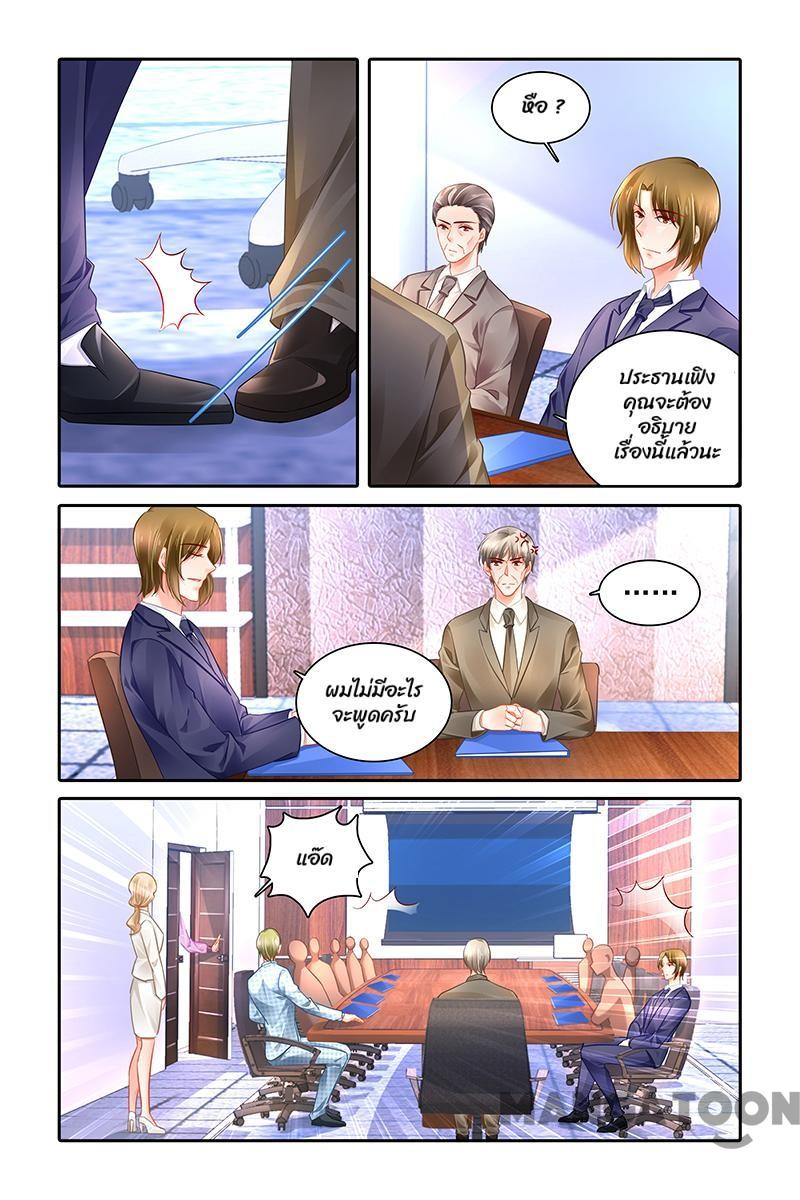 หือ ?
ประธานเฟิง
คุณจะต้อง
อธิบาย
เรื่องนี้แล้วนะ
......
ผมไม่มีอะไร
จะพูดครับ
แอ๊ด